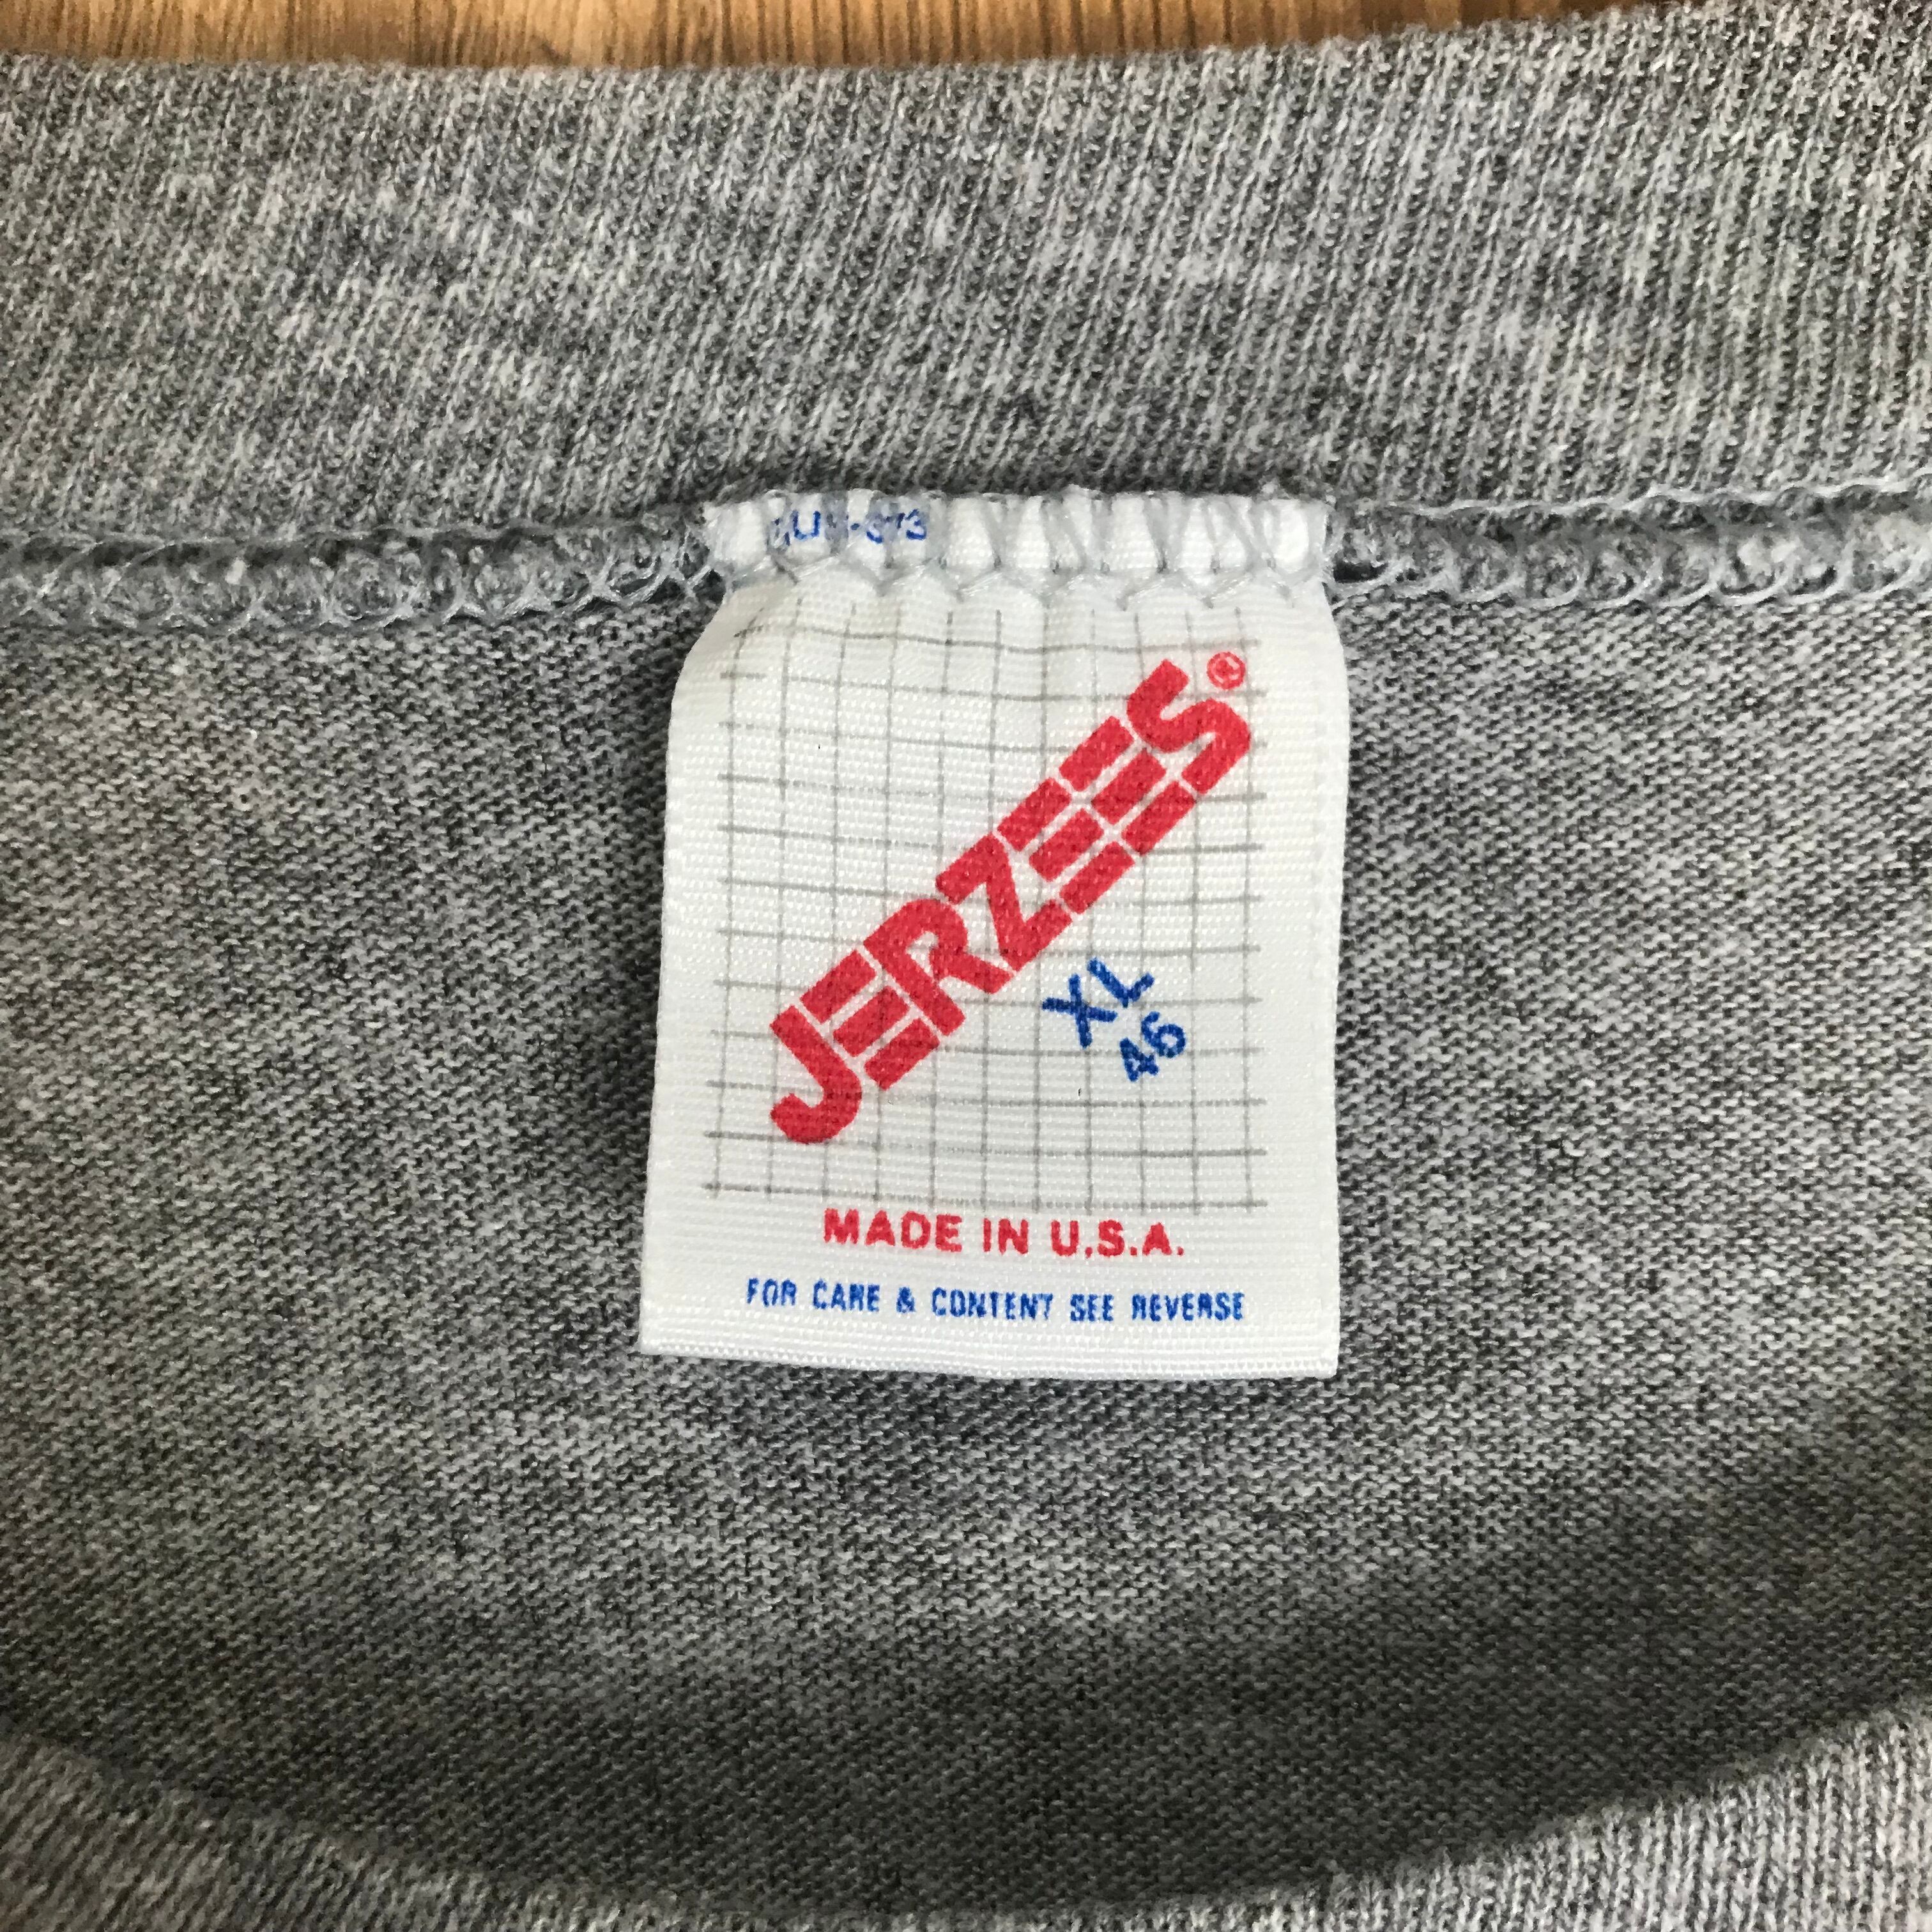 JERZEES®
XL
46
MADE IN U.S.A.
FOR CARE & CONTENT SEE REVERSE